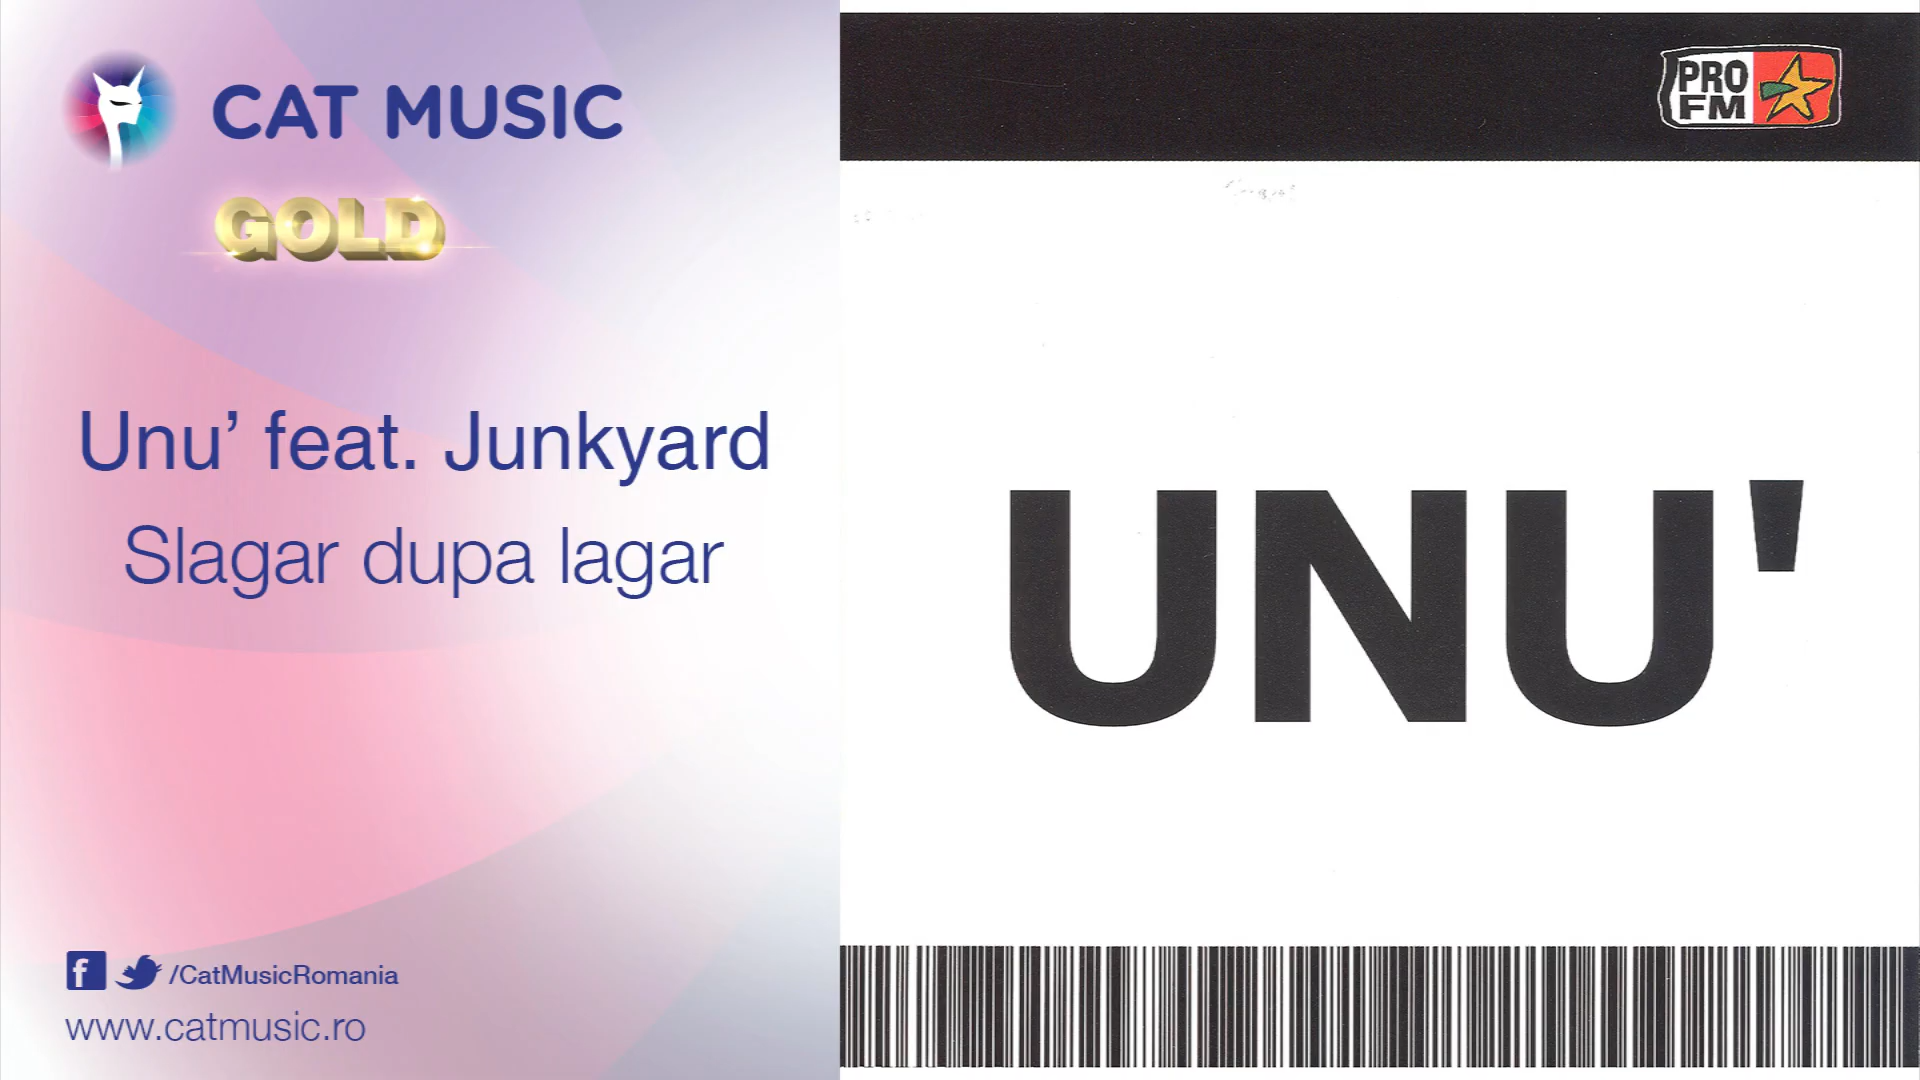 CAT MUSIC
GOLD
Unu’ feat. Junkyard
Slagar dupa lagar
f /CatMusicRomania
www.catmusic.ro
PRO
FM
UNU'